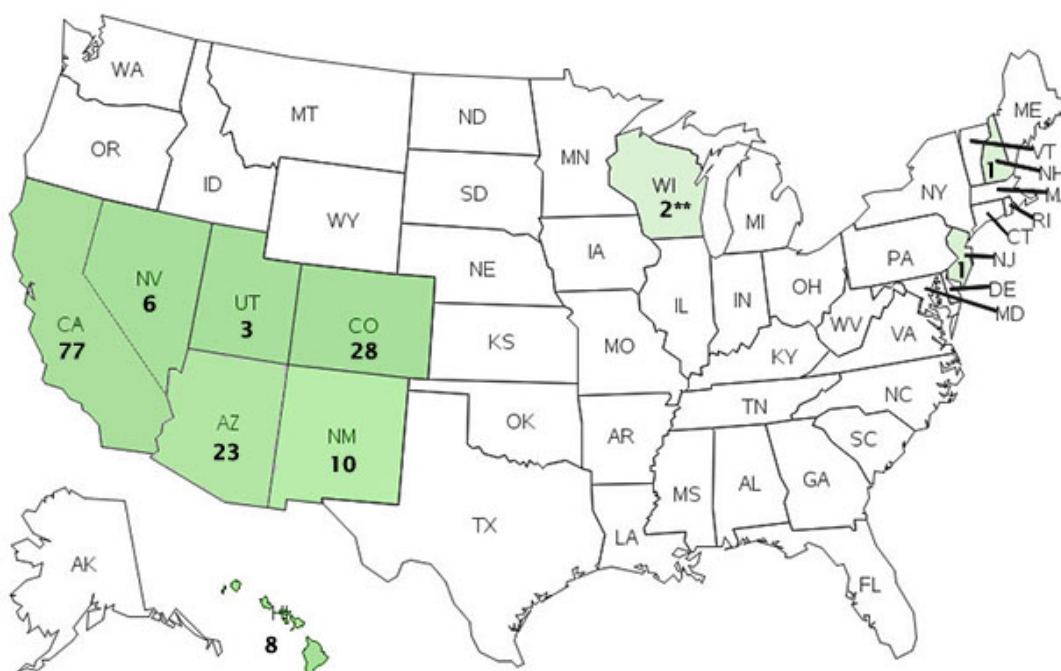 WA
MT
ND
MN
ME
OR
ID
SD
WI
2**
MI
NY
VT
1
NH
MA
WY
IA
PA
RI
CT
NE
NJ
1
NV
6
UT
3
CO
28
IL
IN
OH
DE
MD
CA
77
KS
MO
WV
VA
KY
AZ
23
NM
10
OK
AR
TN
NC
SC
MS
AL
GA
TX
LA
AK
FL
8